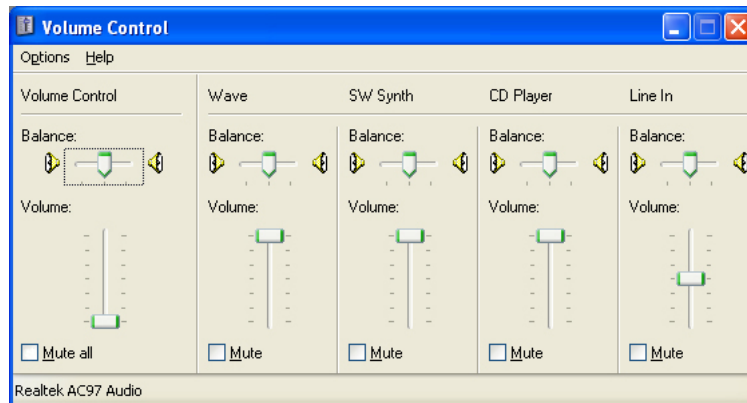 Volume Control
Options Help
Volume Control Wave SW Synth CD Player Line In
Balance: Balance: Balance: Balance: Balance:
Volume: Volume: Volume: Volume: Volume:
Mute all Mute Mute Mute Mute
Realtek AC97 Audio